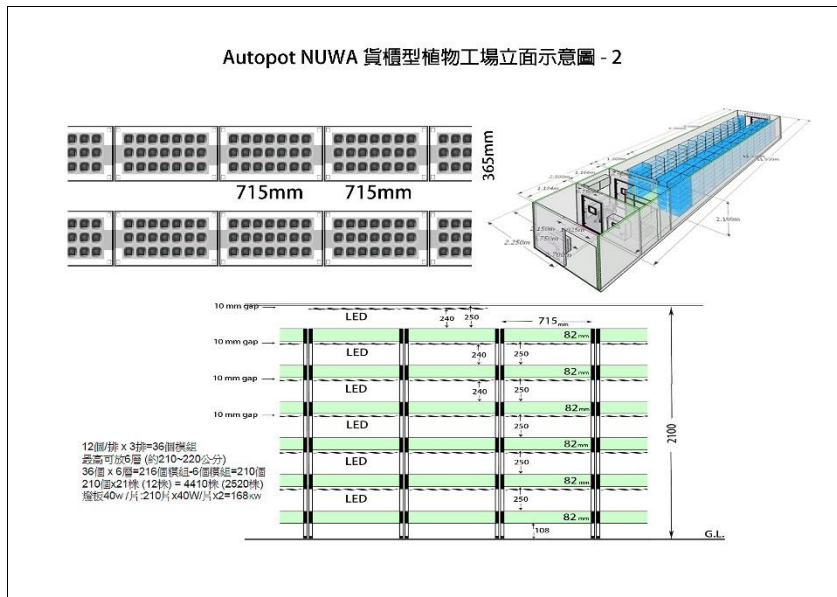 Autopot NUWA 貨櫃型植物工場立面示意圖 - 2
365mm
715mm 715mm
2.250m
2.100m
10 mm gap
LED
240
250
715mm
82mm
10 mm gap
LED
240
250
82mm
10 mm gap
LED
240
250
82mm
10 mm gap
LED
250
82mm
LED
250
82mm
LED
250
82mm
108
2100
G.L.
12個/排 x 3排=36個模組
最高可放6層 (約210~220公分)
36個 x 6層=216個模組-6個模組=210個
210個x21株 (12株) = 4410株 (2520株)
燈板40w /片:210片x40W/片x2=168KW